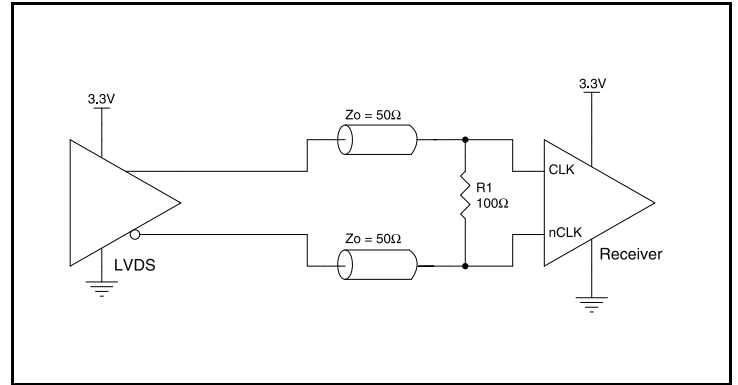 3.3V
3.3V
Zo = 50Ω
CLK
R1
100Ω
nCLK
Zo = 50Ω
Receiver
LVDS